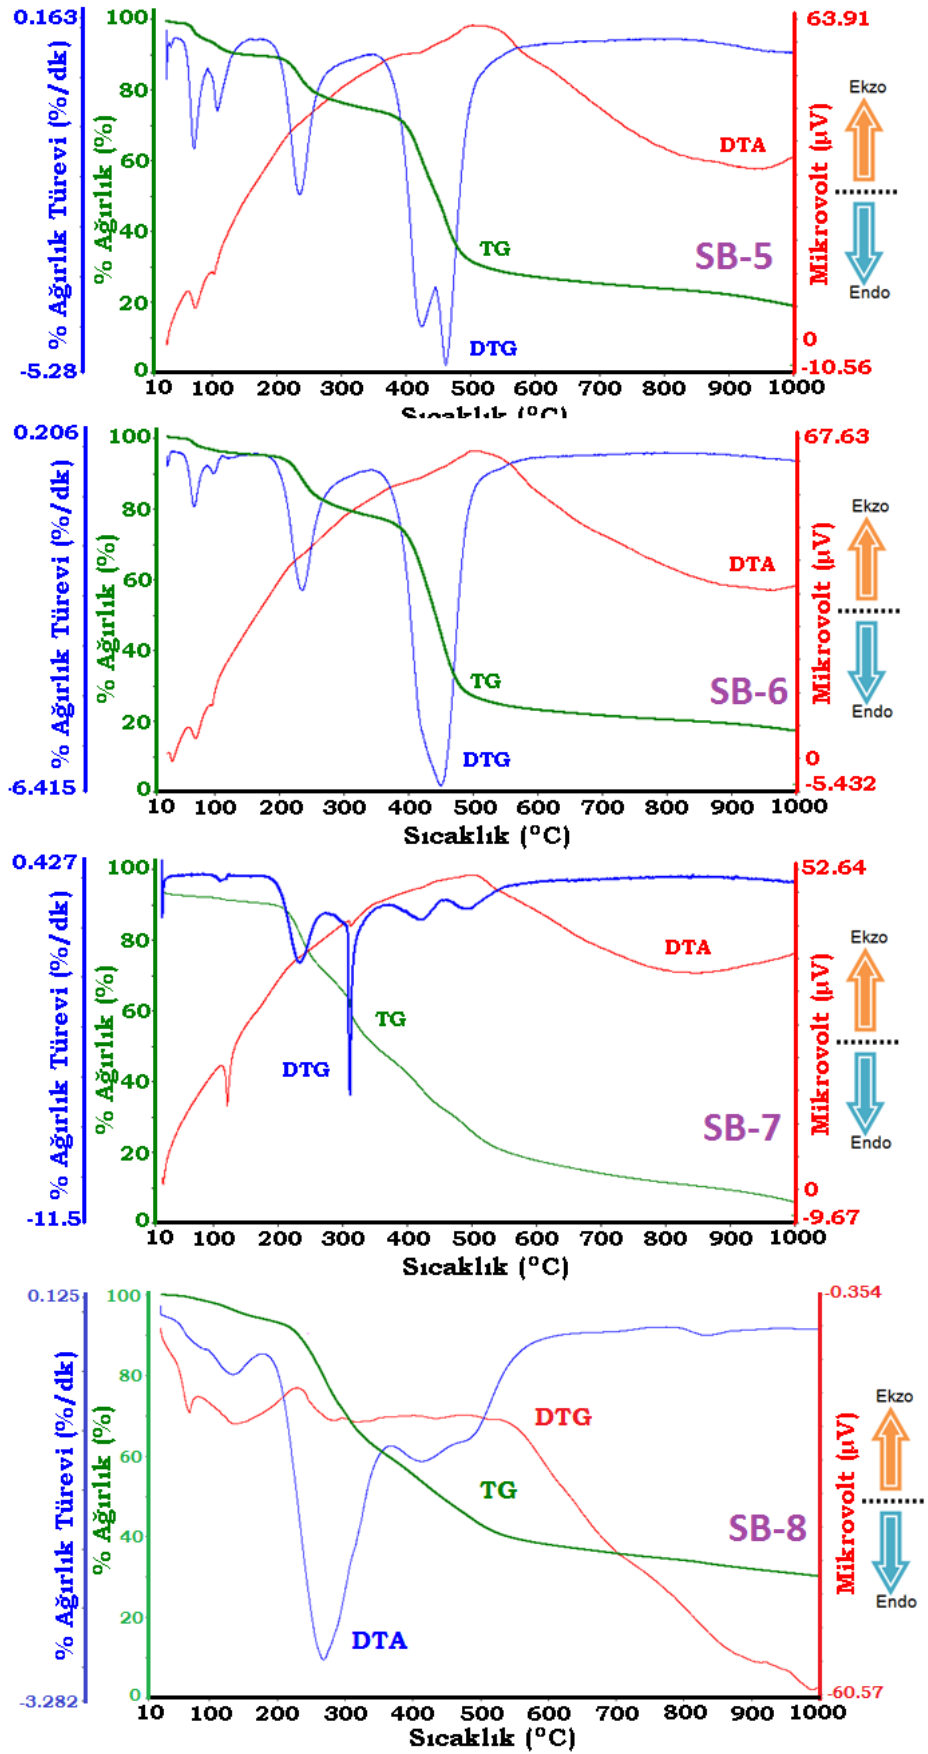 0.163
100
63.91
% Ağırlık Türevi (%/dk)
% Ağırlık (%)
80
60
40
20
0
-5.28
DTA
TG
DTG
SB-5
Mikrovolt (µV)
0
-10.56
Ekzo
Endo
10 100 200 300 400 500 600 700 800 900 1000
Sıcaklık (°C)
0.206
100
67.63
% Ağırlık Türevi (%/dk)
% Ağırlık (%)
80
60
40
20
0
-6.415
DTA
TG
DTG
SB-6
Mikrovolt (µV)
0
-5.432
Ekzo
Endo
10 100 200 300 400 500 600 700 800 900 1000
Sıcaklık (°C)
0.427
100
52.64
% Ağırlık Türevi (%/dk)
% Ağırlık (%)
80
60
40
20
0
-11.5
DTA
TG
DTG
SB-7
Mikrovolt (µV)
0
-9.67
Ekzo
Endo
10 100 200 300 400 500 600 700 800 900 1000
Sıcaklık (°C)
0.125
100
-0.354
% Ağırlık Türevi (%/dk)
% Ağırlık (%)
80
60
40
20
0
-3.282
DTG
TG
DTA
SB-8
Mikrovolt (µV)
-60.57
Ekzo
Endo
10 100 200 300 400 500 600 700 800 900 1000
Sıcaklık (°C)